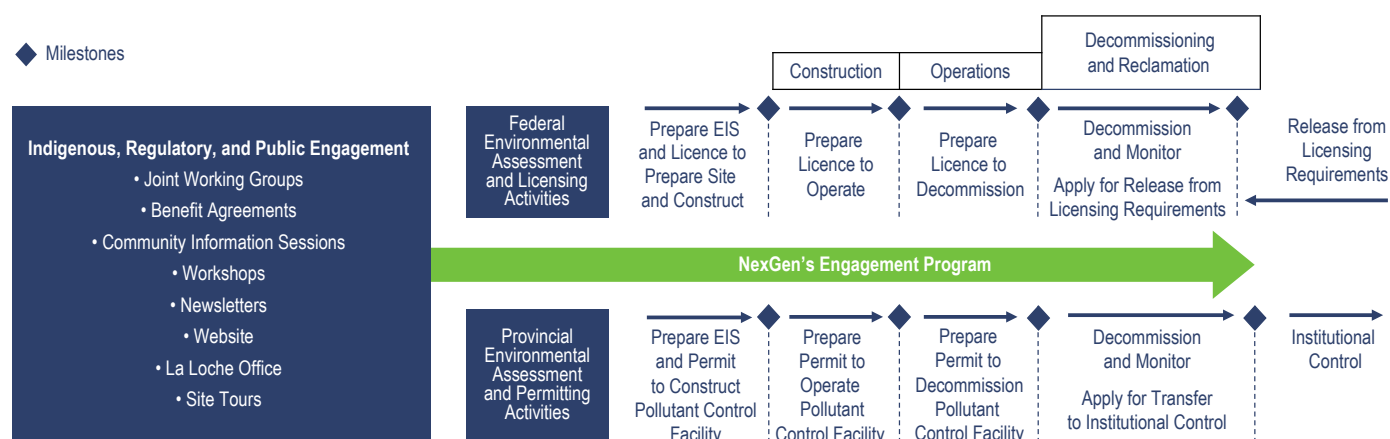 Milestones
Construction
Operations
Decommissioning
and Reclamation
Indigenous, Regulatory, and Public Engagement
• Joint Working Groups
• Benefit Agreements
• Community Information Sessions
• Workshops
• Newsletters
• Website
• La Loche Office
• Site Tours
Federal
Environmental
Assessment
and Licensing
Activities
Prepare EIS
and Licence to
Prepare Site
and Construct
Prepare
Licence to
Operate
Prepare
Licence to
Decommission
Decommission
and Monitor
Apply for Release from
Licensing Requirements
Release from
Licensing
Requirements
NexGen's Engagement Program
Provincial
Environmental
Assessment
and Permitting
Activities
Prepare EIS
and Permit
to Construct
Pollutant Control
Facility
Prepare
Permit to
Operate
Pollutant
Control Facility
Prepare
Permit to
Decommission
Pollutant
Control Facility
Decommission
and Monitor
Apply for Transfer
to Institutional Control
Institutional
Control